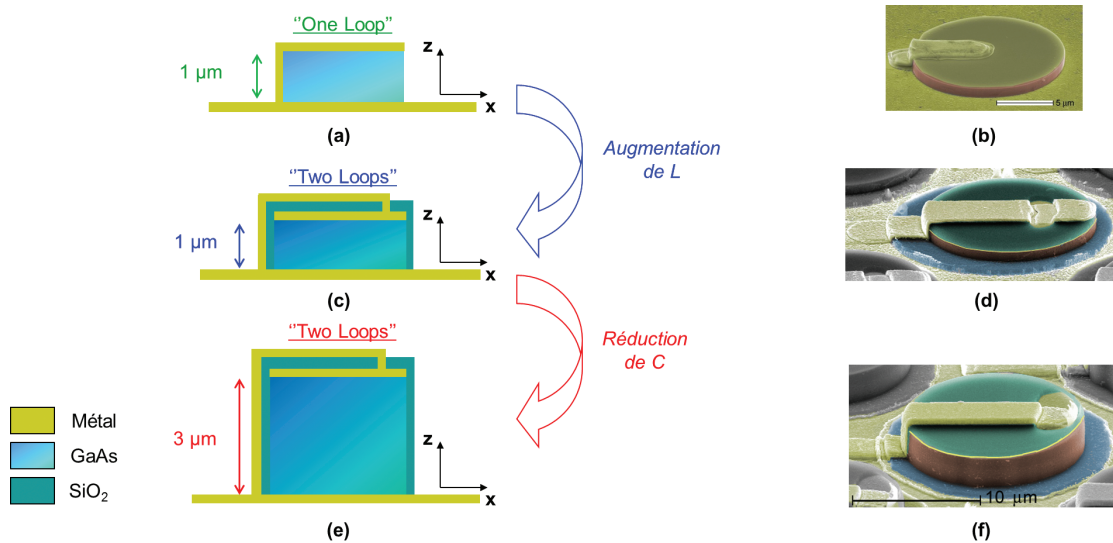 ‘’One Loop’’
z
1 µm
x
5 µm
(a)
(b)
Augmentation
de L
‘’Two Loops’’
z
1 µm
x
(c)
(d)
‘’Two Loops’’
Réduction
de C
3 µm
z
x
10 µm
(e)
(f)
Métal
GaAs
SiO₂